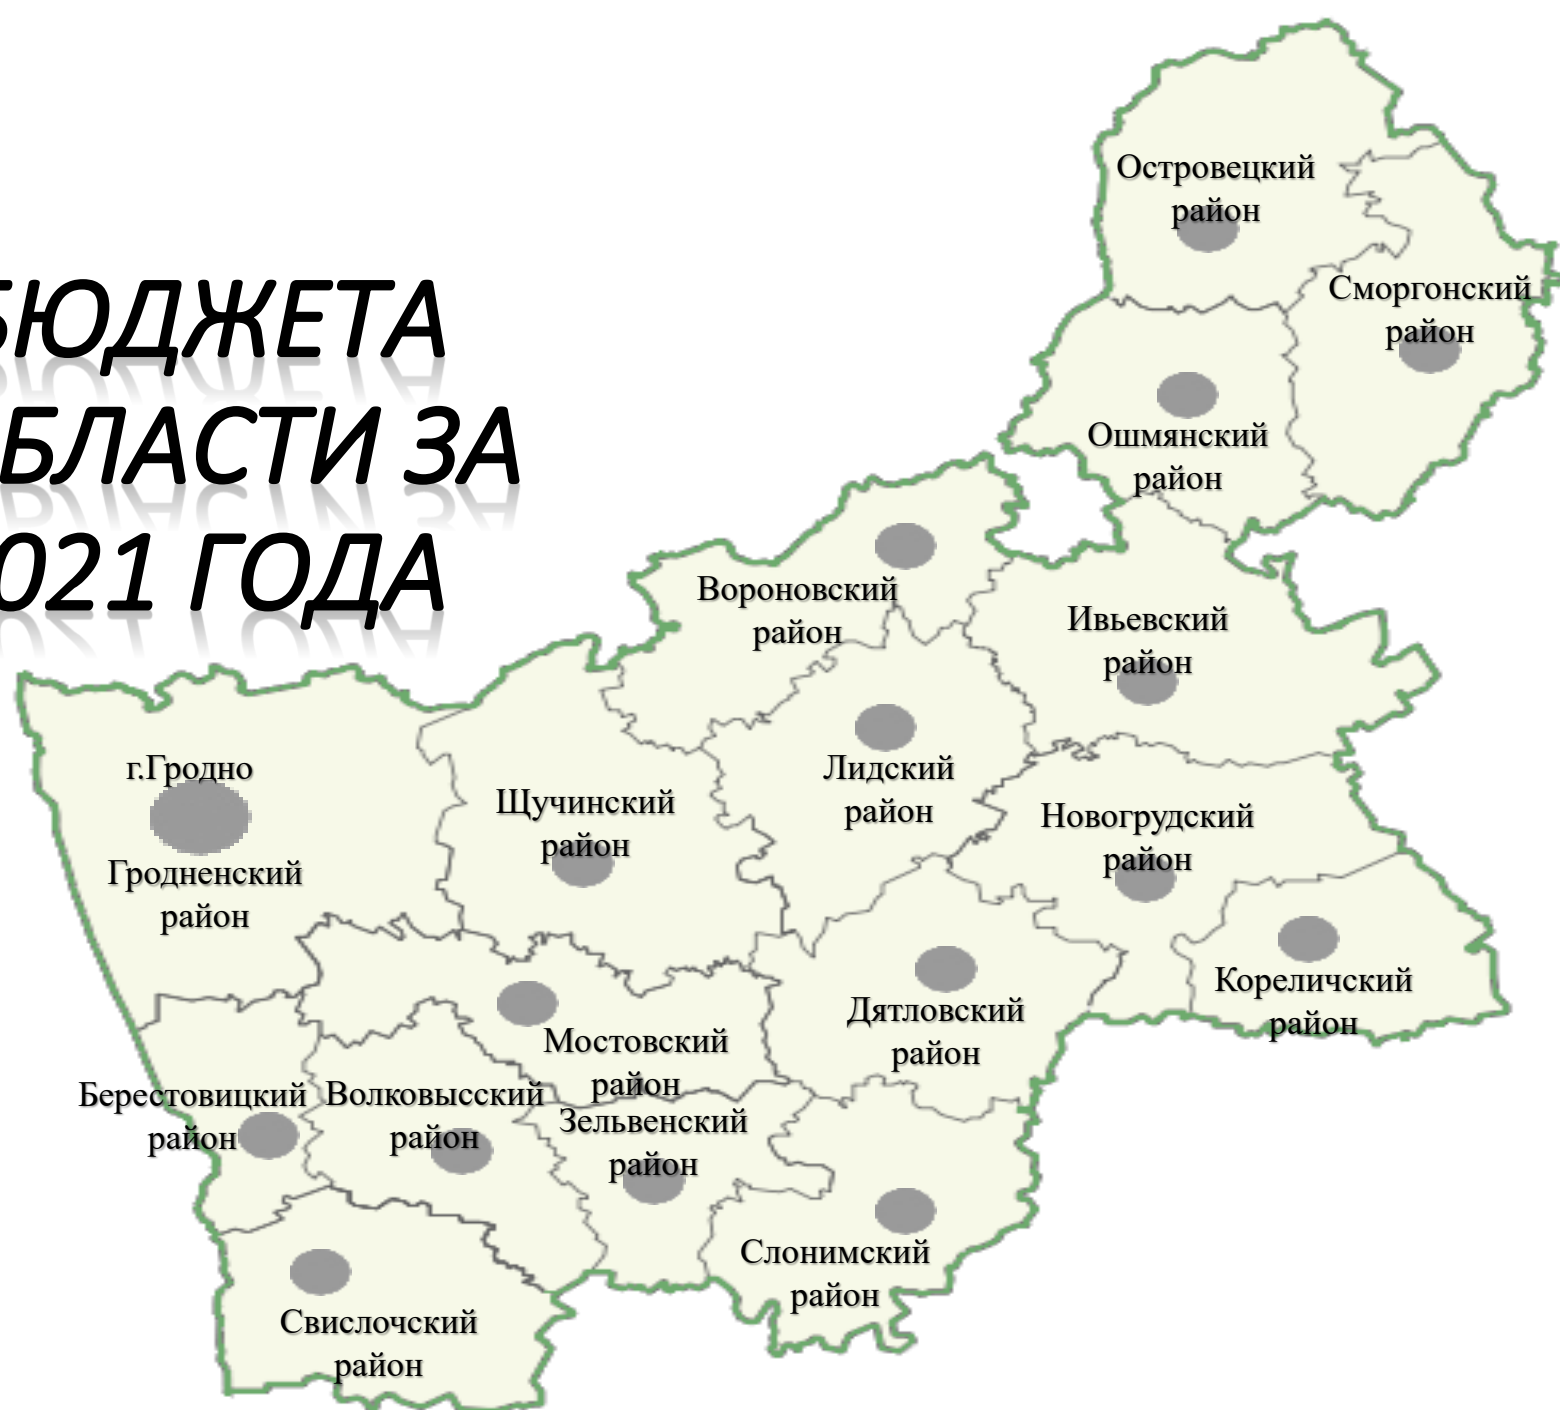 БЮДЖЕТА
БЛАСТИ ЗА
021 ГОДА
Островецкий
район
Сморгонский
район
Ошмянский
район
Вороновский
район
Ивьевский
район
г.Гродно
Гродненский
район
Щучинский
район
Лидский
район
Новогрудский
район
Кореличский
район
Дятловский
район
Мостовский
район
Берестовицкий
район
Волковысский
район
Зельвенский
район
Слонимский
район
Свислочский
район